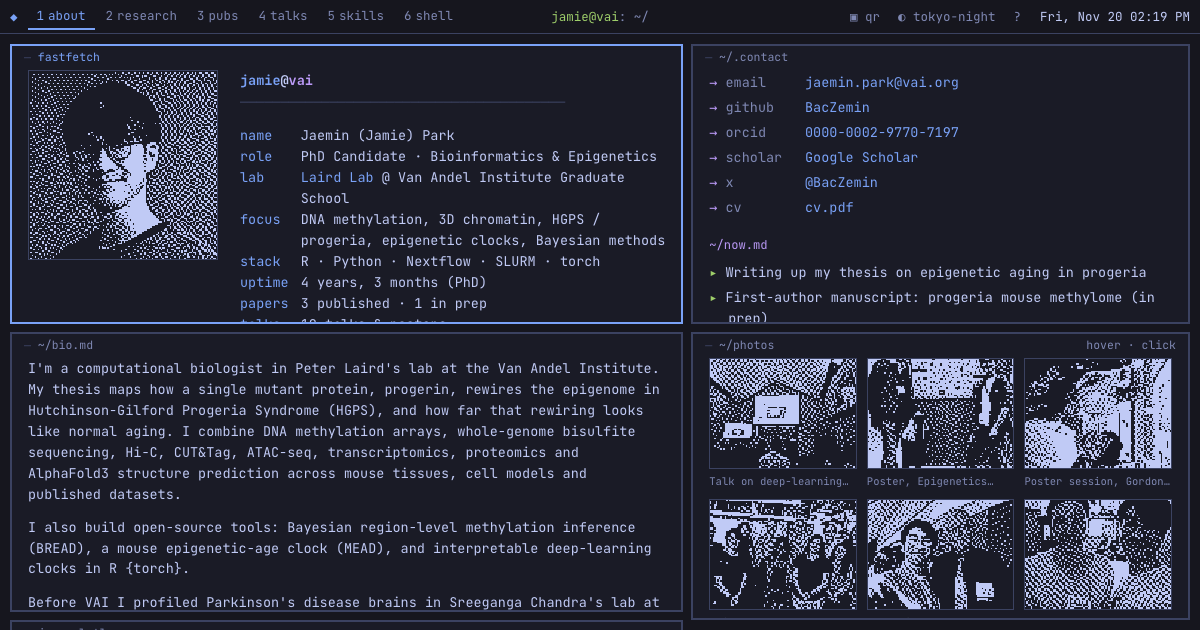 ◆ 1 about 2 research 3 pubs 4 talks 5 skills 6 shell jamie@vai: ~/ ▣ qr ◐ tokyo-night ? Fri, Nov 20 02:19 PM
— fastfetch
jamie@vai
name Jaemin (Jamie) Park
role PhD Candidate · Bioinformatics & Epigenetics
lab Laird Lab @ Van Andel Institute Graduate
School
focus DNA methylation, 3D chromatin, HGPS /
progeria, epigenetic clocks, Bayesian methods
stack R · Python · Nextflow · SLURM · torch
uptime 4 years, 3 months (PhD)
papers 3 published · 1 in prep
— ~/.contact
→ email jaemin.park@vai.org
→ github BacZemin
→ orcid 0000-0002-9770-7197
→ scholar Google Scholar
→ x @BacZemin
→ cv cv.pdf
~/now.md
▸ Writing up my thesis on epigenetic aging in progeria
▸ First-author manuscript: progeria mouse methylome (in
prep)
— ~/bio.md
I'm a computational biologist in Peter Laird's lab at the Van Andel Institute.
My thesis maps how a single mutant protein, progerin, rewires the epigenome in
Hutchinson-Gilford Progeria Syndrome (HGPS), and how far that rewiring looks
like normal aging. I combine DNA methylation arrays, whole-genome bisulfite
sequencing, Hi-C, CUT&Tag, ATAC-seq, transcriptomics, proteomics and
AlphaFold3 structure prediction across mouse tissues, cell models and
published datasets.
I also build open-source tools: Bayesian region-level methylation inference
(BREAD), a mouse epigenetic-age clock (MEAD), and interpretable deep-learning
clocks in R {torch}.
Before VAI I profiled Parkinson's disease brains in Sreeganga Chandra's lab at
— ~/photos hover · click
Talk on deep-learning… Poster, Epigenetics… Poster session, Gordon…